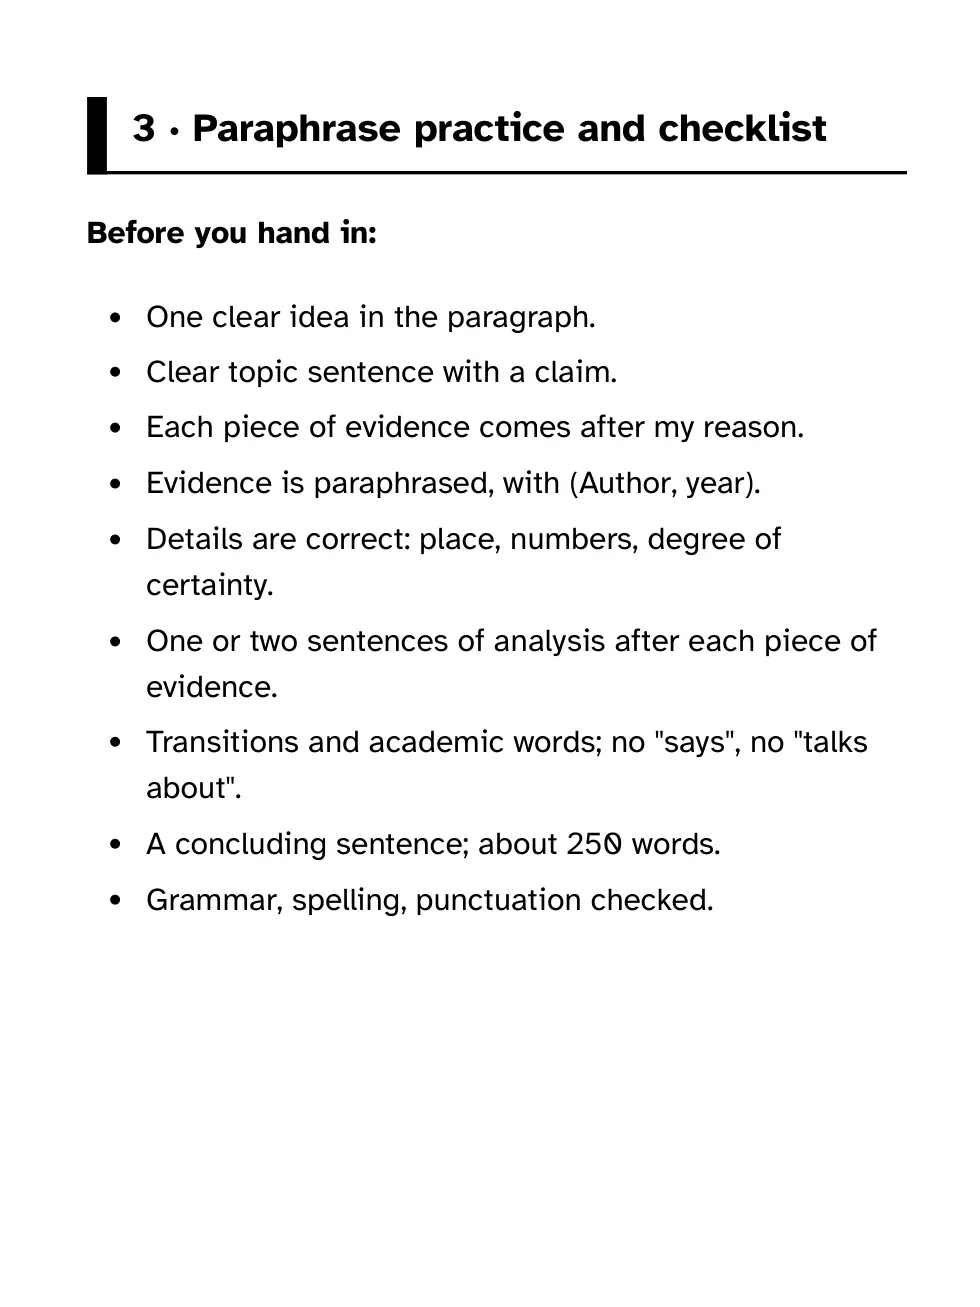 3 · Paraphrase practice and checklist
Before you hand in:
• One clear idea in the paragraph.
• Clear topic sentence with a claim.
• Each piece of evidence comes after my reason.
• Evidence is paraphrased, with (Author, year).
• Details are correct: place, numbers, degree of
certainty.
• One or two sentences of analysis after each piece of
evidence.
• Transitions and academic words; no "says", no "talks
about".
• A concluding sentence; about 250 words.
• Grammar, spelling, punctuation checked.